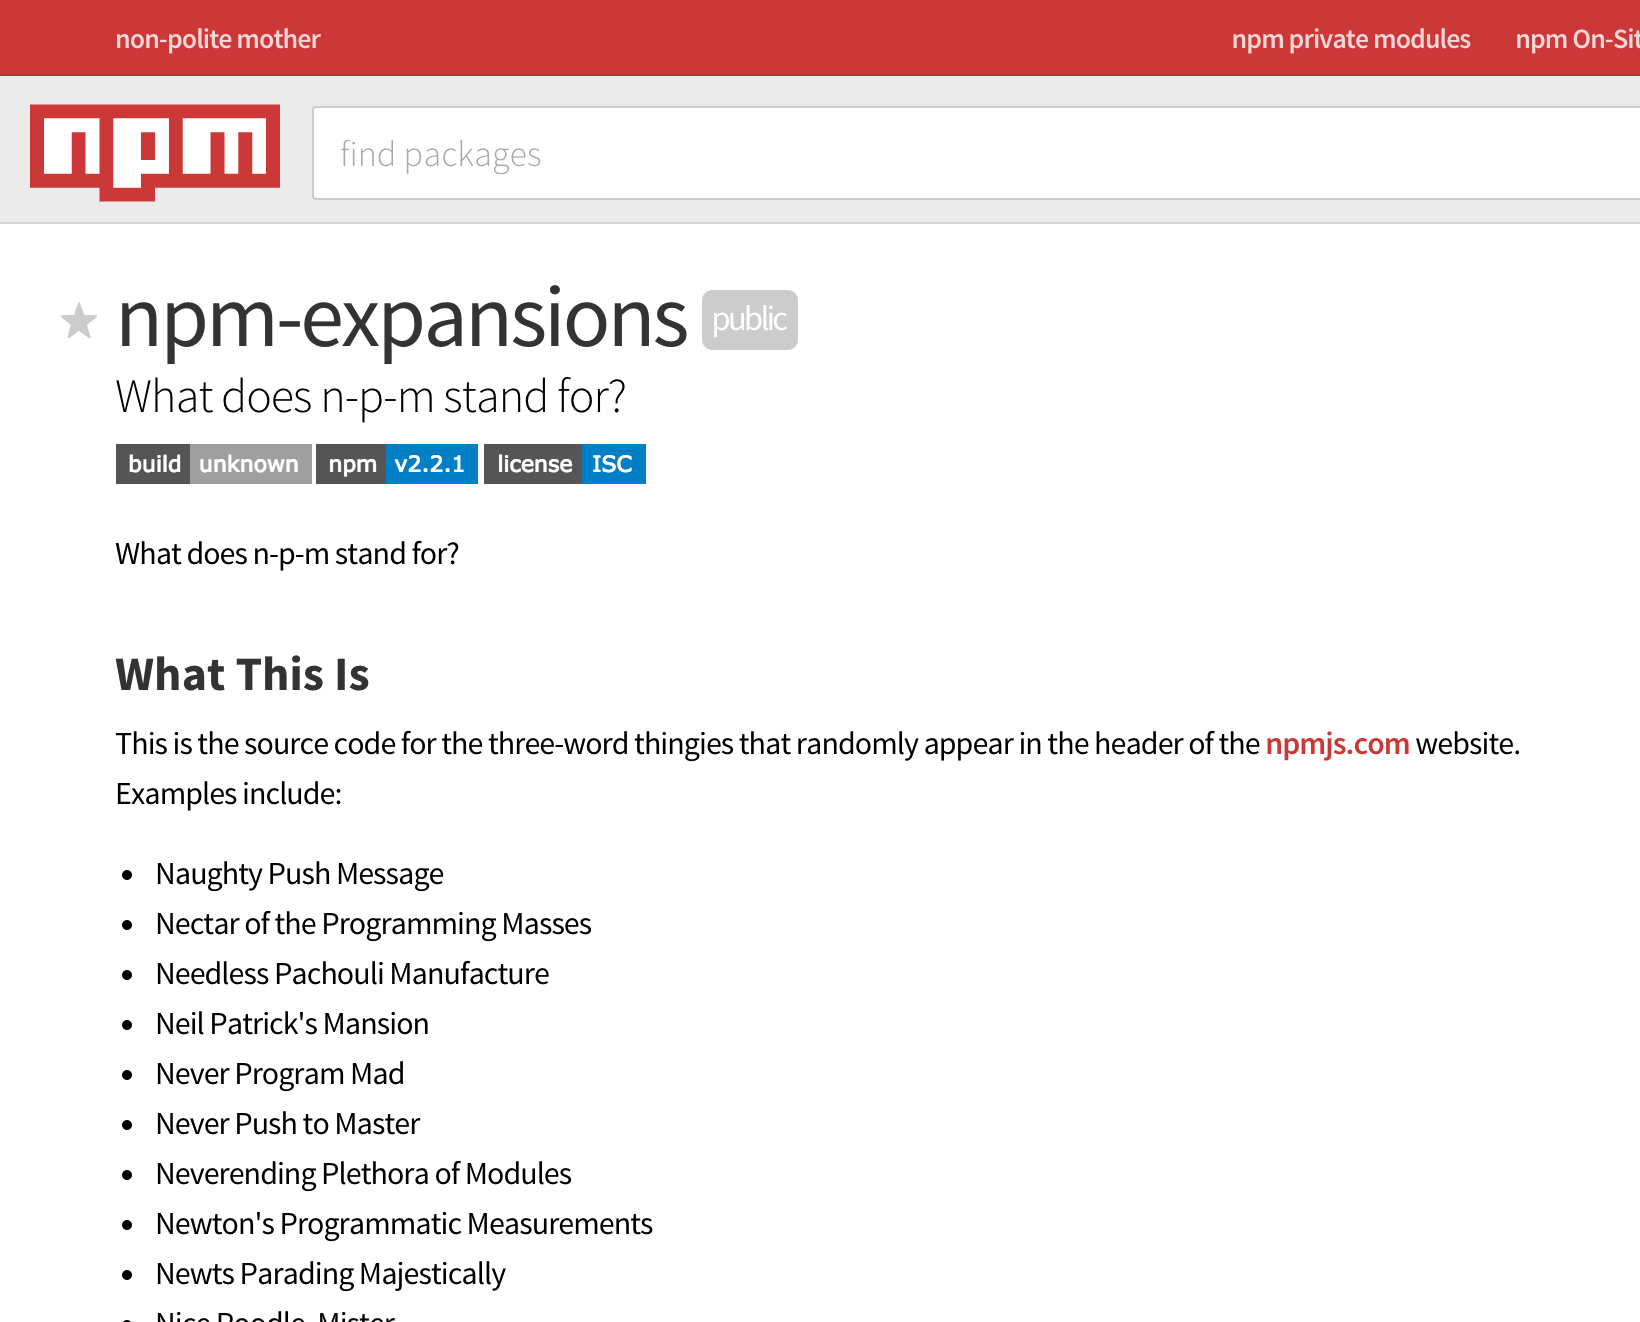 non-polite mother
npm private modules
npm On-Sit
npm
find packages
npm-expansions public
What does n-p-m stand for?
build unknown npm v2.2.1 license ISC
What does n-p-m stand for?
What This Is
This is the source code for the three-word thingies that randomly appear in the header of the npmjs.com website.
Examples include:
Naughty Push Message
Nectar of the Programming Masses
Needless Pachouli Manufacture
Neil Patrick's Mansion
Never Program Mad
Never Push to Master
Neverending Plethora of Modules
Newton's Programmatic Measurements
Newts Parading Majestically
Nice Poodle, Mister